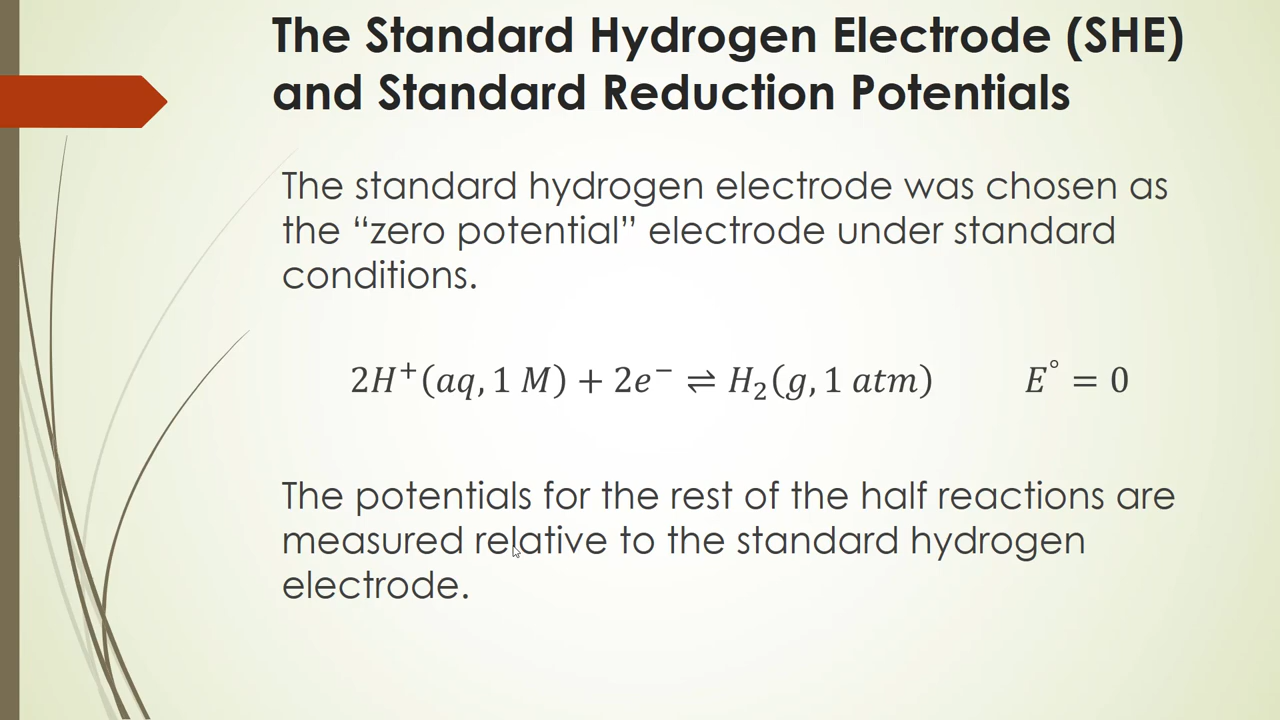 The Standard Hydrogen Electrode (SHE)
and Standard Reduction Potentials
The standard hydrogen electrode was chosen as
the “zero potential” electrode under standard
conditions.
2H⁺(aq, 1 M) + 2e⁻ ⇌ H₂(g, 1 atm) E° = 0
The potentials for the rest of the half reactions are
measured relative to the standard hydrogen
electrode.